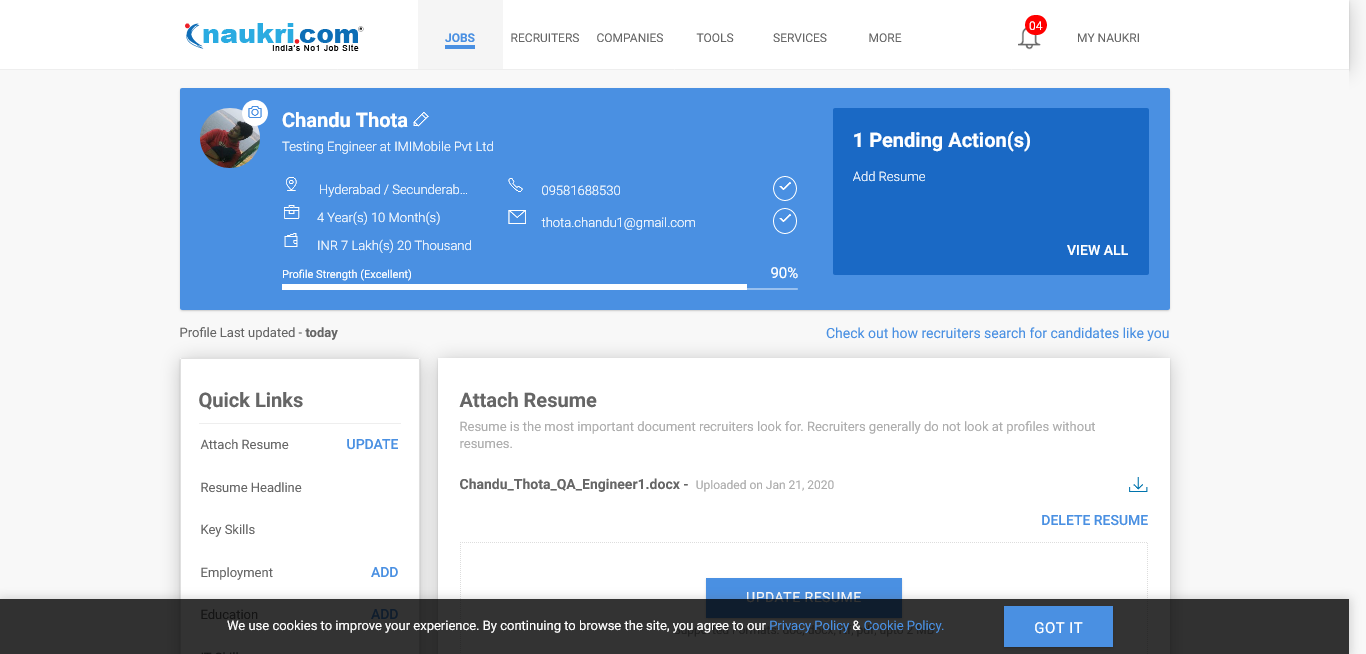 naukri.com
India's No1 Job Site
JOBS
RECRUITERS
COMPANIES
TOOLS
SERVICES
MORE
04
MY NAUKRI
Chandu Thota
Testing Engineer at IMIMobile Pvt Ltd
Hyderabad / Secunderab...
09581688530
4 Year(s) 10 Month(s)
thota.chandu1@gmail.com
INR 7 Lakh(s) 20 Thousand
Profile Strength (Excellent)
90%
1 Pending Action(s)
Add Resume
VIEW ALL
Profile Last updated - today
Check out how recruiters search for candidates like you
Quick Links
Attach Resume UPDATE
Resume Headline
Key Skills
Employment ADD
Education ADD
Attach Resume
Resume is the most important document recruiters look for. Recruiters generally do not look at profiles without
resumes.
Chandu_Thota_QA_Engineer1.docx - Uploaded on Jan 21, 2020
DELETE RESUME
UPDATE RESUME
We use cookies to improve your experience. By continuing to browse the site, you agree to our Privacy Policy & Cookie Policy.
GOT IT